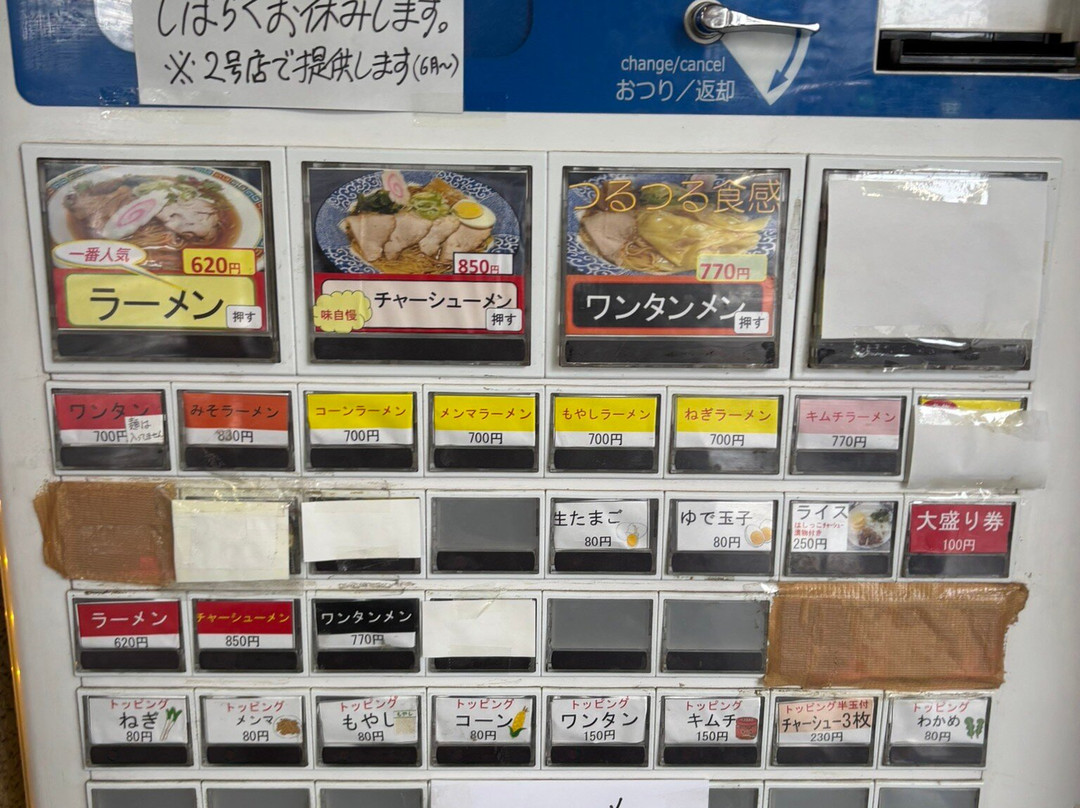 しばらくお休みします。
※2号店で提供します(6月〜)
change/cancel
おつり／返却
一番人気
620円
ラーメン
押す
850円
味自慢
チャーシューメン
押す
つるつる食感
770円
ワンタンメン
押す
ワンタン
700円
麺は
入ってません
みそラーメン
830円
コーンラーメン
700円
メンマラーメン
700円
もやしラーメン
700円
ねぎラーメン
700円
キムチラーメン
770円
生たまご
80円
ゆで玉子
80円
ライス
はしっこチャーシュー
漬物付き
250円
大盛り券
100円
ラーメン
620円
チャーシューメン
850円
ワンタンメン
770円
トッピング
ねぎ
80円
トッピング
メンマ
80円
トッピング
もやし
80円
トッピング
コーン
80円
トッピング
ワンタン
150円
トッピング
キムチ
150円
トッピング半玉付
チャーシュー3枚
230円
トッピング
わかめ
80円